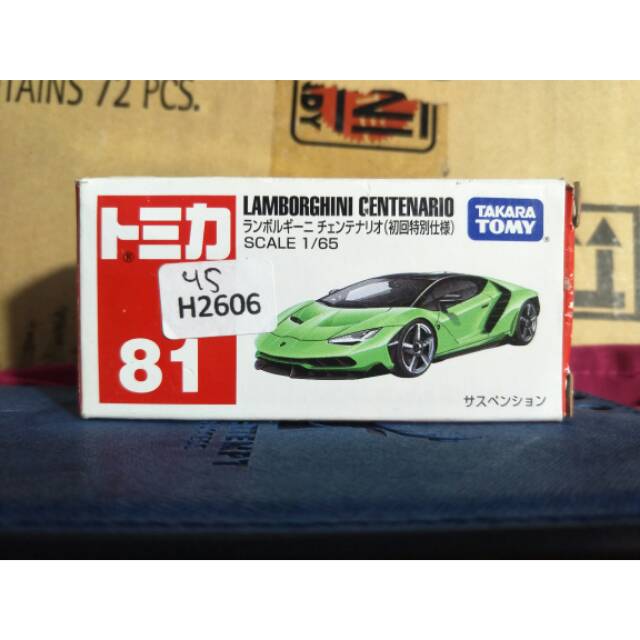 TAINS 72 PCS.
トミカ
®
45
H2606
81
LAMBORGHINI CENTENARIO
ランボルギーニ チェンテナリオ(初回特別仕様)
SCALE 1/65
TAKARA
TOMY
®
サスペンション